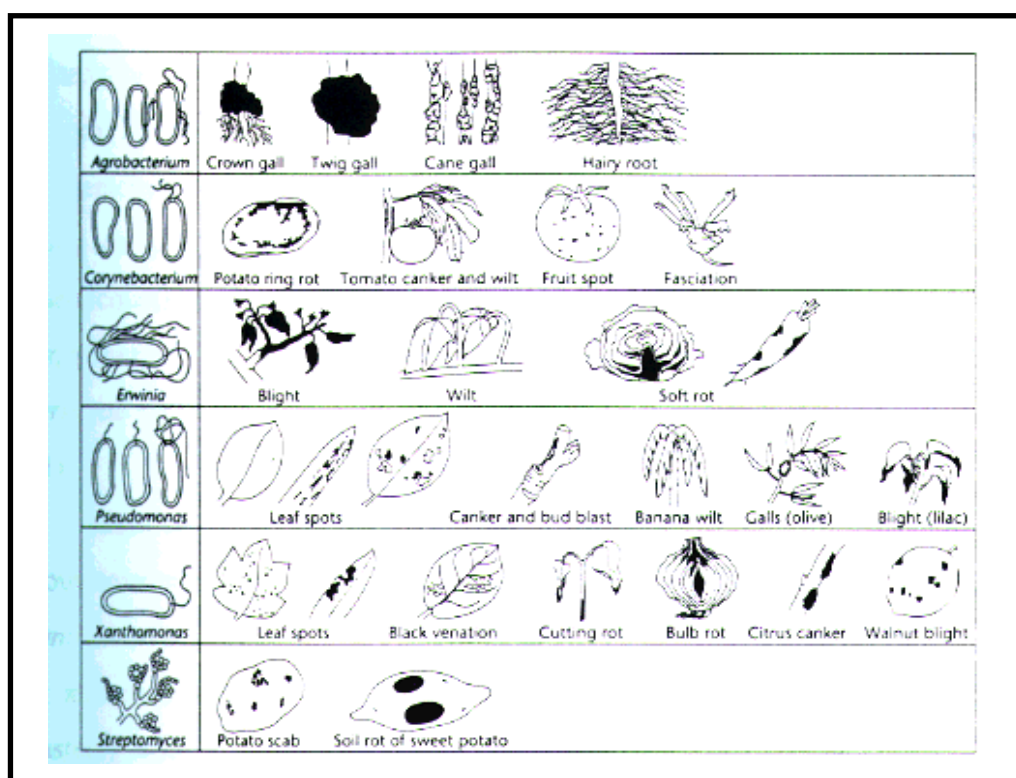 Agrobacterium Crown gall Twig gall Cane gall Hairy root
Corynebacterium Potato ring rot Tomato canker and wilt Fruit spot Fasciation
Erwinia Blight Wilt Soft rot
Pseudomonas Leaf spots Canker and bud blast Banana wilt Galls (olive) Blight (lilac)
Xanthomonas Leaf spots Black venation Cutting rot Bulb rot Citrus canker Walnut blight
Streptomyces Potato scab Soil rot of sweet potato